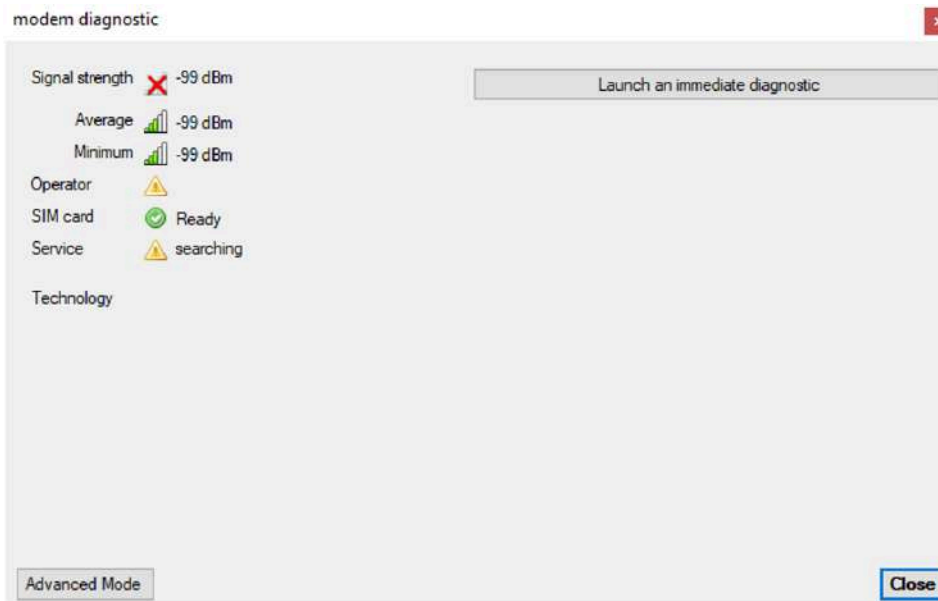 modem diagnostic
Signal strength -99 dBm
Launch an immediate diagnostic
Average -99 dBm
Minimum -99 dBm
Operator
SIM card Ready
Service searching
Technology
Advanced Mode
Close